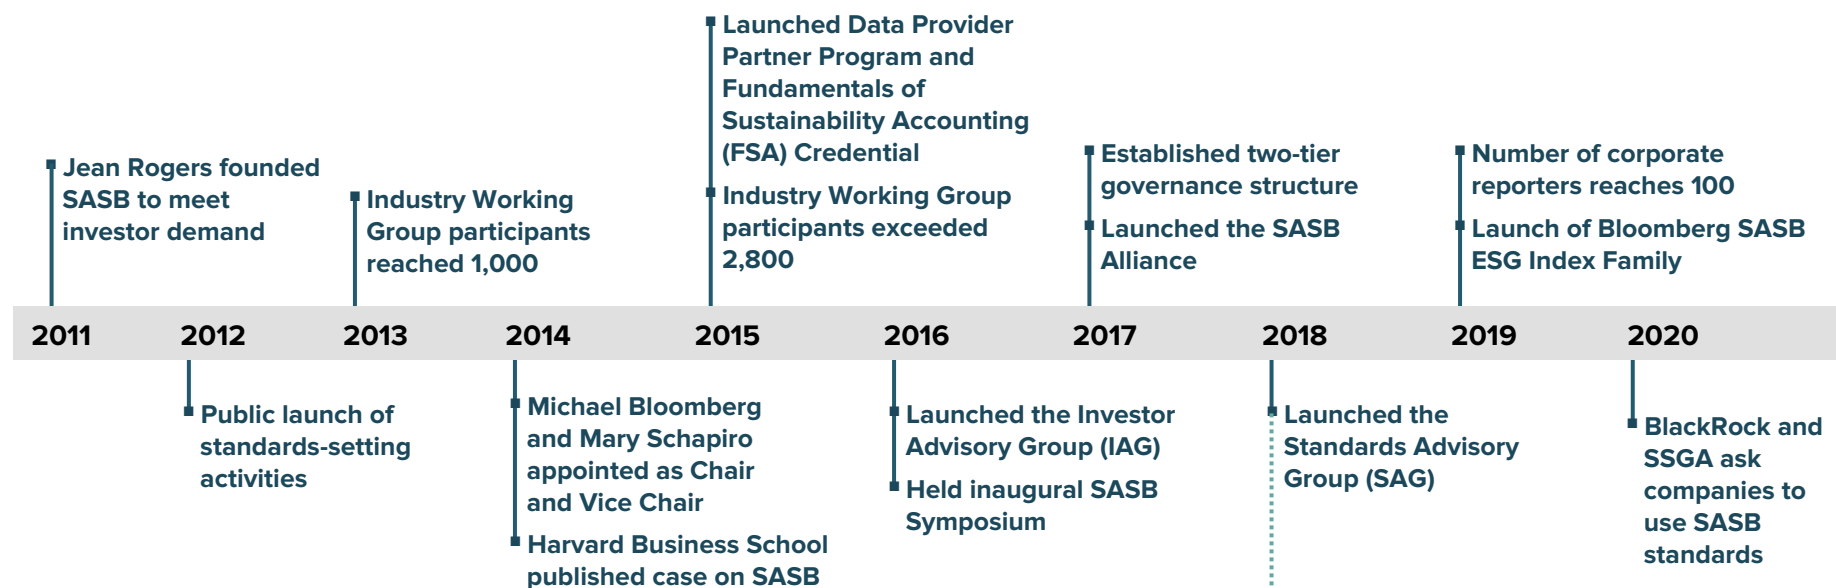 Launched Data Provider
Partner Program and
Fundamentals of
Sustainability Accounting
(FSA) Credential
Industry Working Group
participants exceeded
2,800
Jean Rogers founded
SASB to meet
investor demand
Industry Working
Group participants
reached 1,000
Established two-tier
governance structure
Launched the SASB
Alliance
Number of corporate
reporters reaches 100
Launch of Bloomberg SASB
ESG Index Family
2011 2012 2013 2014 2015 2016 2017 2018 2019 2020
Public launch of
standards-setting
activities
Michael Bloomberg
and Mary Schapiro
appointed as Chair
and Vice Chair
Harvard Business School
published case on SASB
Launched the Investor
Advisory Group (IAG)
Held inaugural SASB
Symposium
Launched the
Standards Advisory
Group (SAG)
BlackRock and
SSGA ask
companies to
use SASB
standards